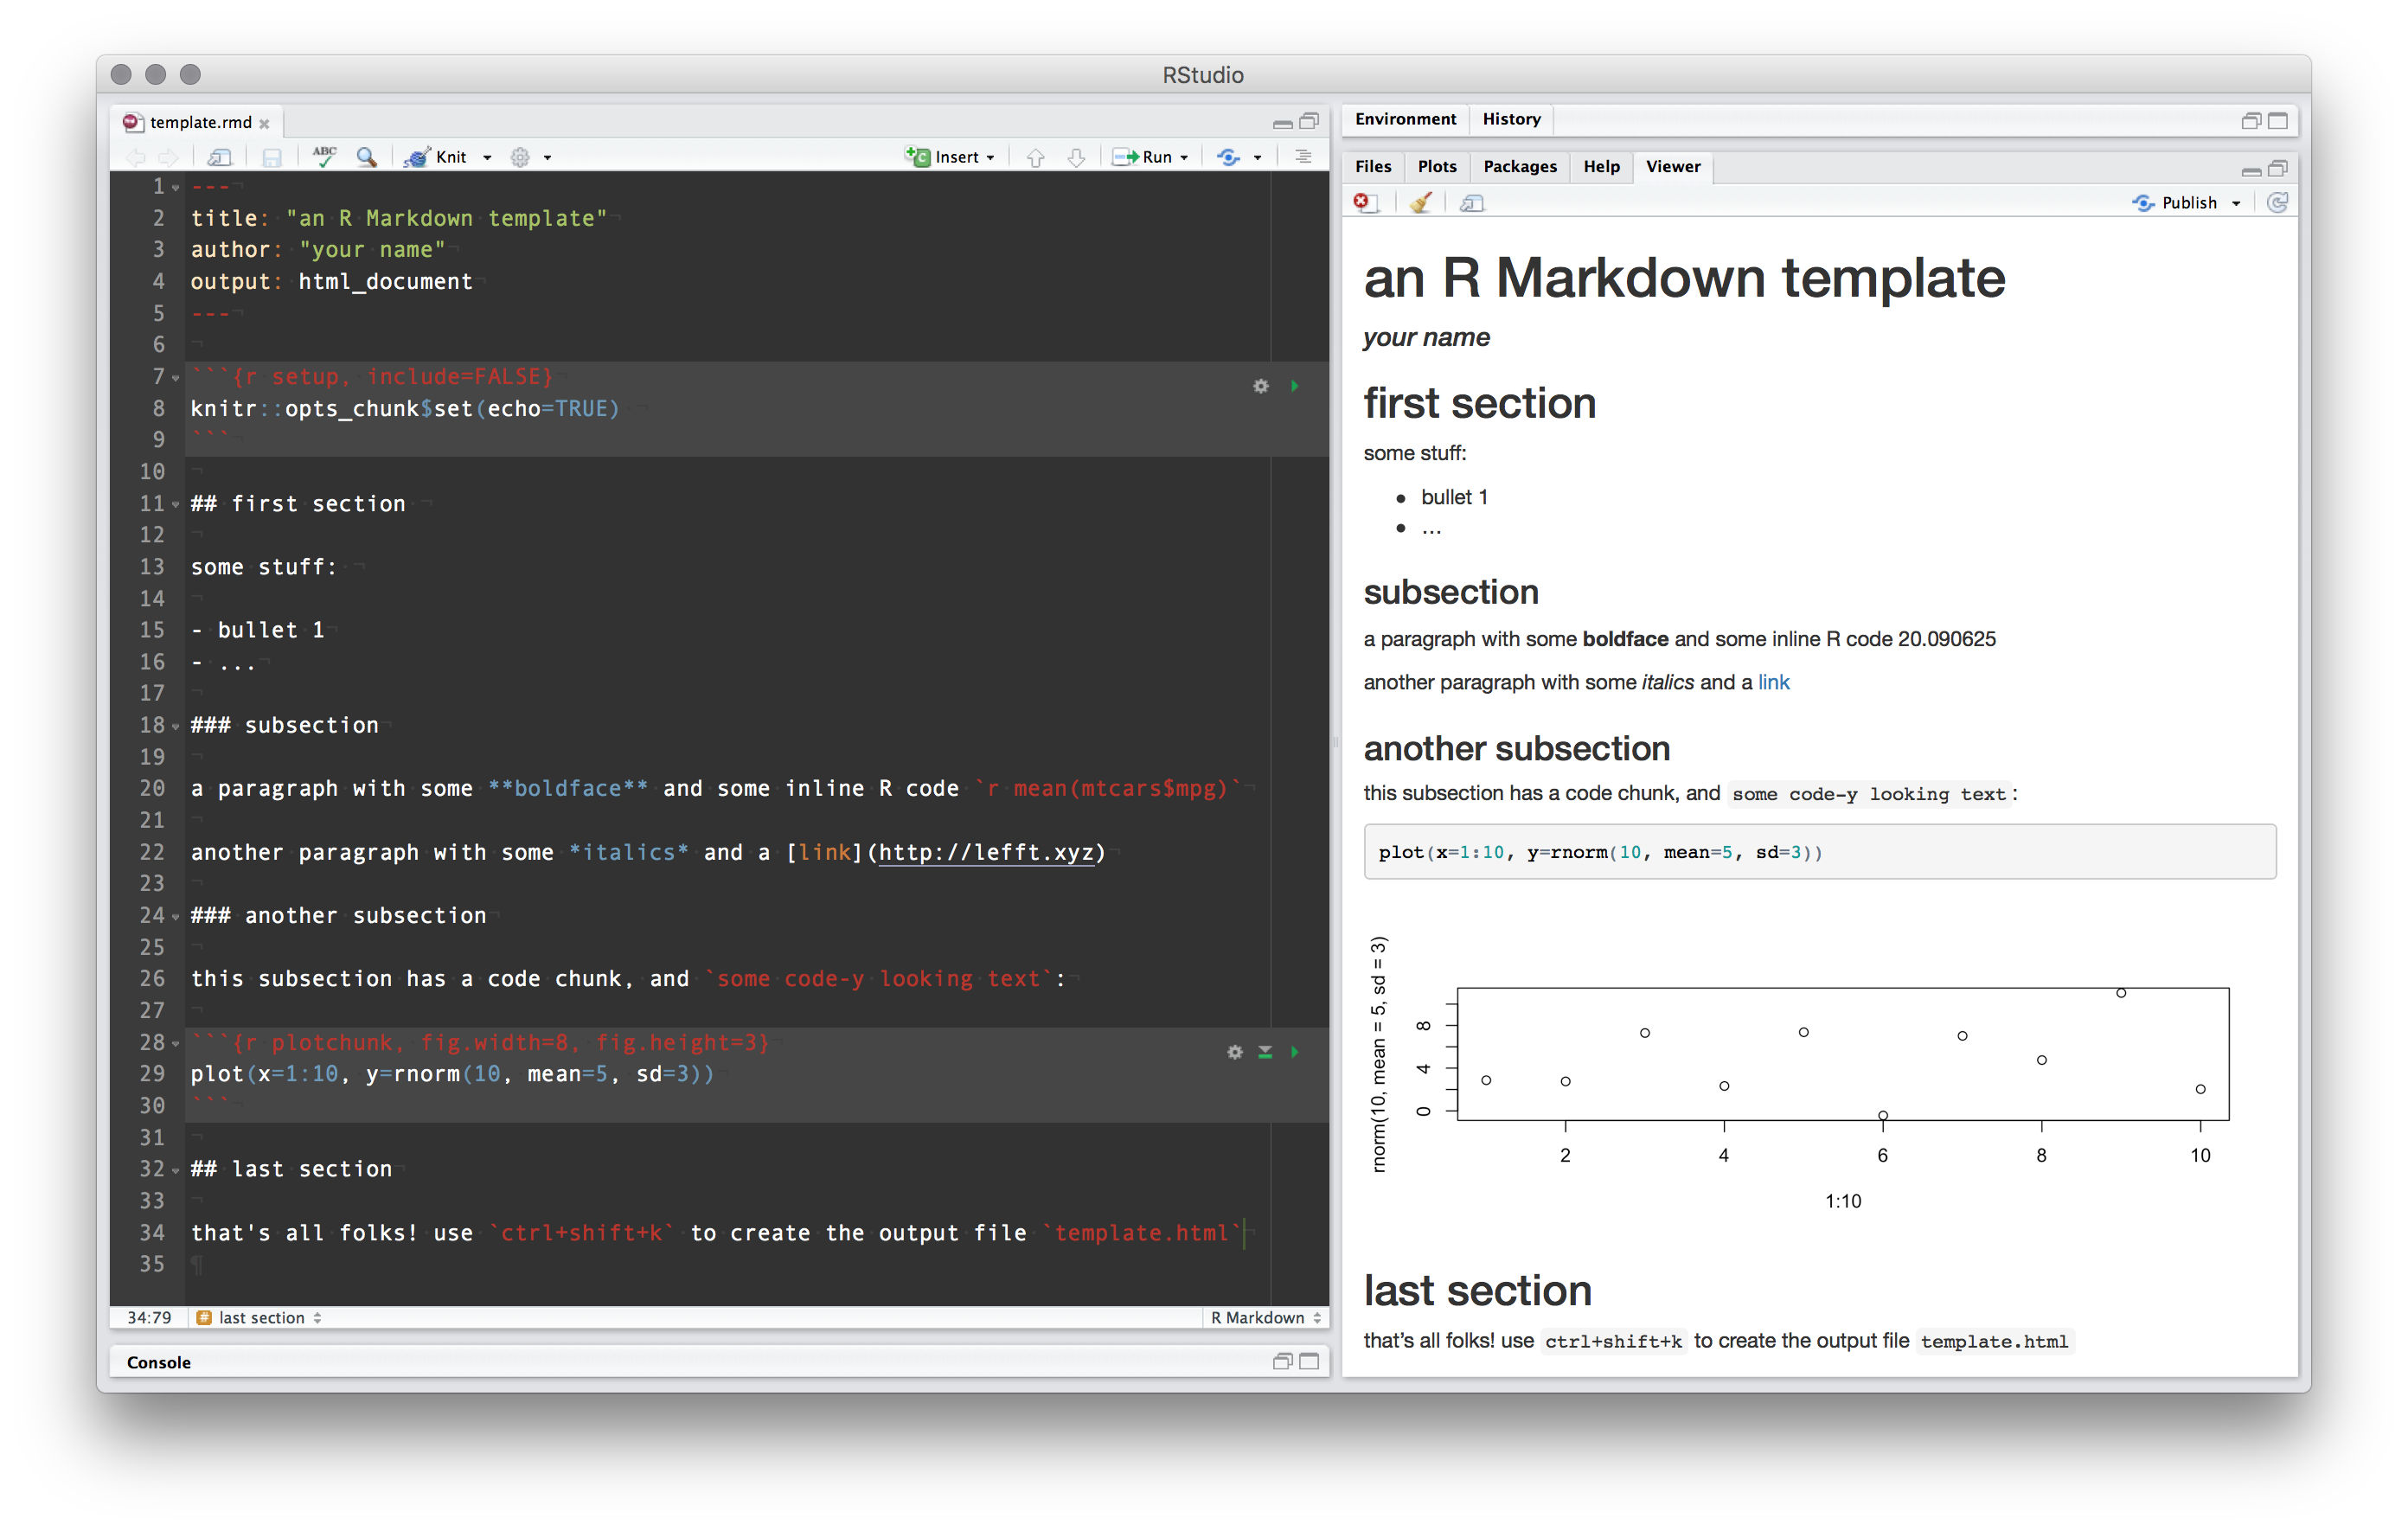 RStudio
template.rmd
ABC Knit Insert Run
1 ---
2 title: "an R Markdown template"
3 author: "your name"
4 output: html_document
5 ---
6
7 ```{r setup, include=FALSE}
8 knitr::opts_chunk$set(echo=TRUE)
9 ```
10
11 ## first section
12
13 some stuff:
14
15 - bullet 1
16 - ...
17
18 ### subsection
19
20 a paragraph with some **boldface** and some inline R code `r mean(mtcars$mpg)`
21
22 another paragraph with some *italics* and a [link](http://lefft.xyz)
23
24 ### another subsection
25
26 this subsection has a code chunk, and `some code-y looking text`:
27
28 ```{r plotchunk, fig.width=8, fig.height=3}
29 plot(x=1:10, y=rnorm(10, mean=5, sd=3))
30 ```
31
32 ## last section
33
34 that's all folks! use `ctrl+shift+k` to create the output file `template.html`
35
34:79 # last section R Markdown
Console
Environment History
Files Plots Packages Help Viewer
Publish
an R Markdown template
your name
first section
some stuff:
• bullet 1
• …
subsection
a paragraph with some boldface and some inline R code 20.090625
another paragraph with some italics and a link
another subsection
this subsection has a code chunk, and some code-y looking text:
plot(x=1:10, y=rnorm(10, mean=5, sd=3))
rnorm(10, mean = 5, sd = 3)
8
4
0
2 4 6 8 10
1:10
last section
that’s all folks! use ctrl+shift+k to create the output file template.html